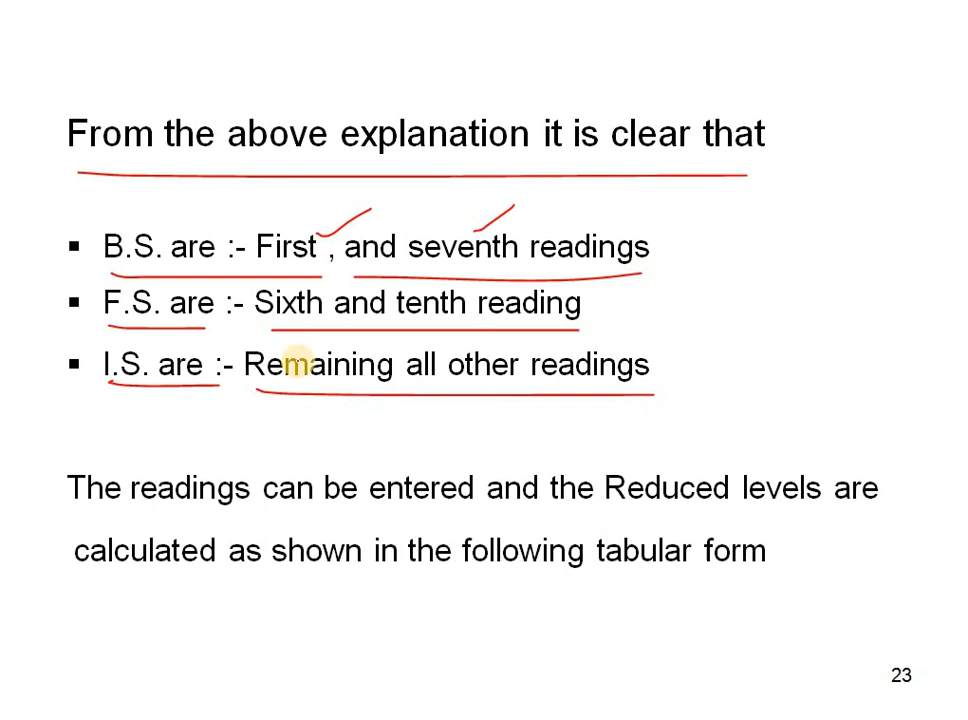 From the above explanation it is clear that
▪ B.S. are :- First , and seventh readings
▪ F.S. are :- Sixth and tenth reading
▪ I.S. are :- Remaining all other readings
The readings can be entered and the Reduced levels are
calculated as shown in the following tabular form
23